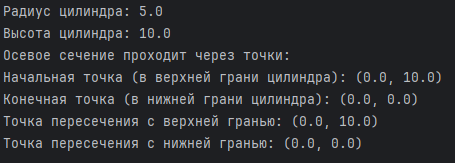 Радиус цилиндра: 5.0
Высота цилиндра: 10.0
Осевое сечение проходит через точки:
Начальная точка (в верхней грани цилиндра): (0.0, 10.0)
Конечная точка (в нижней грани цилиндра): (0.0, 0.0)
Точка пересечения с верхней гранью: (0.0, 10.0)
Точка пересечения с нижней гранью: (0.0, 0.0)